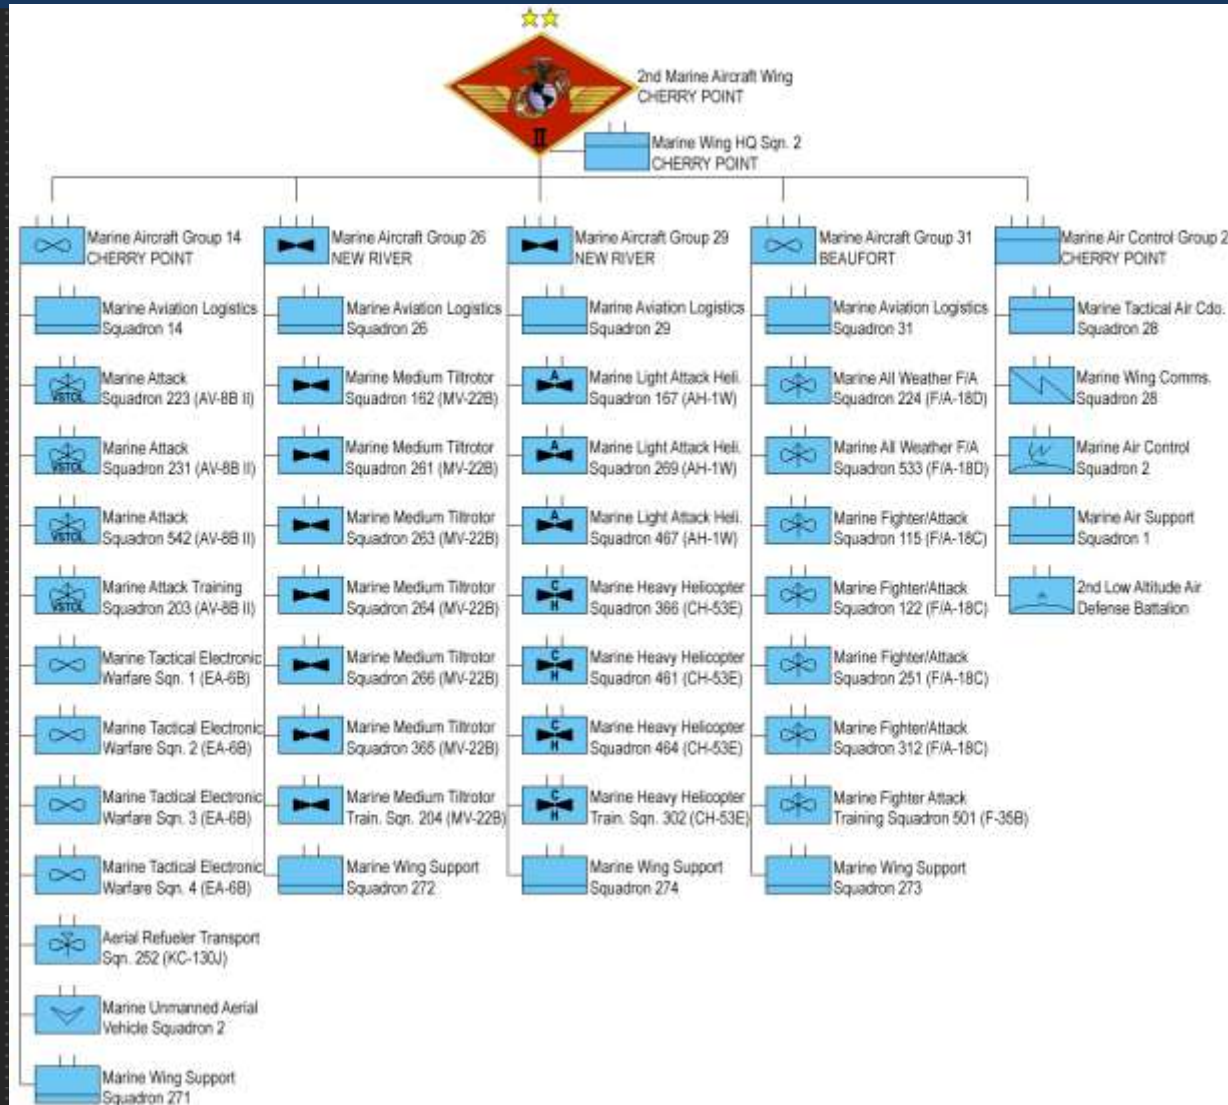 2nd Marine Aircraft Wing
CHERRY POINT
II
Marine Wing HQ Sqn. 2
CHERRY POINT
Marine Aircraft Group 14
CHERRY POINT
Marine Aviation Logistics
Squadron 14
VSTOL
Marine Attack
Squadron 223 (AV-8B II)
VSTOL
Marine Attack
Squadron 231 (AV-8B II)
VSTOL
Marine Attack
Squadron 542 (AV-8B II)
VSTOL
Marine Attack Training
Squadron 203 (AV-8B II)
Marine Tactical Electronic
Warfare Sqn. 1 (EA-6B)
Marine Tactical Electronic
Warfare Sqn. 2 (EA-6B)
Marine Tactical Electronic
Warfare Sqn. 3 (EA-6B)
Marine Tactical Electronic
Warfare Sqn. 4 (EA-6B)
Aerial Refueler Transport
Sqn. 252 (KC-130J)
Marine Unmanned Aerial
Vehicle Squadron 2
Marine Wing Support
Squadron 271
Marine Aircraft Group 26
NEW RIVER
Marine Aviation Logistics
Squadron 26
Marine Medium Tiltrotor
Squadron 162 (MV-22B)
Marine Medium Tiltrotor
Squadron 261 (MV-22B)
Marine Medium Tiltrotor
Squadron 263 (MV-22B)
Marine Medium Tiltrotor
Squadron 264 (MV-22B)
Marine Medium Tiltrotor
Squadron 266 (MV-22B)
Marine Medium Tiltrotor
Squadron 365 (MV-22B)
Marine Medium Tiltrotor
Train. Sqn. 204 (MV-22B)
Marine Wing Support
Squadron 272
Marine Aircraft Group 29
NEW RIVER
Marine Aviation Logistics
Squadron 29
A
Marine Light Attack Heli.
Squadron 167 (AH-1W)
A
Marine Light Attack Heli.
Squadron 269 (AH-1W)
A
Marine Light Attack Heli.
Squadron 467 (AH-1W)
C
H
Marine Heavy Helicopter
Squadron 366 (CH-53E)
C
H
Marine Heavy Helicopter
Squadron 461 (CH-53E)
C
H
Marine Heavy Helicopter
Squadron 464 (CH-53E)
C
H
Marine Heavy Helicopter
Train. Sqn. 302 (CH-53E)
Marine Wing Support
Squadron 274
Marine Aircraft Group 31
BEAUFORT
Marine Aviation Logistics
Squadron 31
Marine All Weather F/A
Squadron 224 (F/A-18D)
Marine All Weather F/A
Squadron 533 (F/A-18D)
Marine Fighter/Attack
Squadron 115 (F/A-18C)
Marine Fighter/Attack
Squadron 122 (F/A-18C)
Marine Fighter/Attack
Squadron 251 (F/A-18C)
Marine Fighter/Attack
Squadron 312 (F/A-18C)
Marine Fighter Attack
Training Squadron 501 (F-35B)
Marine Wing Support
Squadron 273
Marine Air Control Group 2
CHERRY POINT
Marine Tactical Air Cdo.
Squadron 28
Marine Wing Comms.
Squadron 28
Marine Air Control
Squadron 2
Marine Air Support
Squadron 1
2nd Low Altitude Air
Defense Battalion